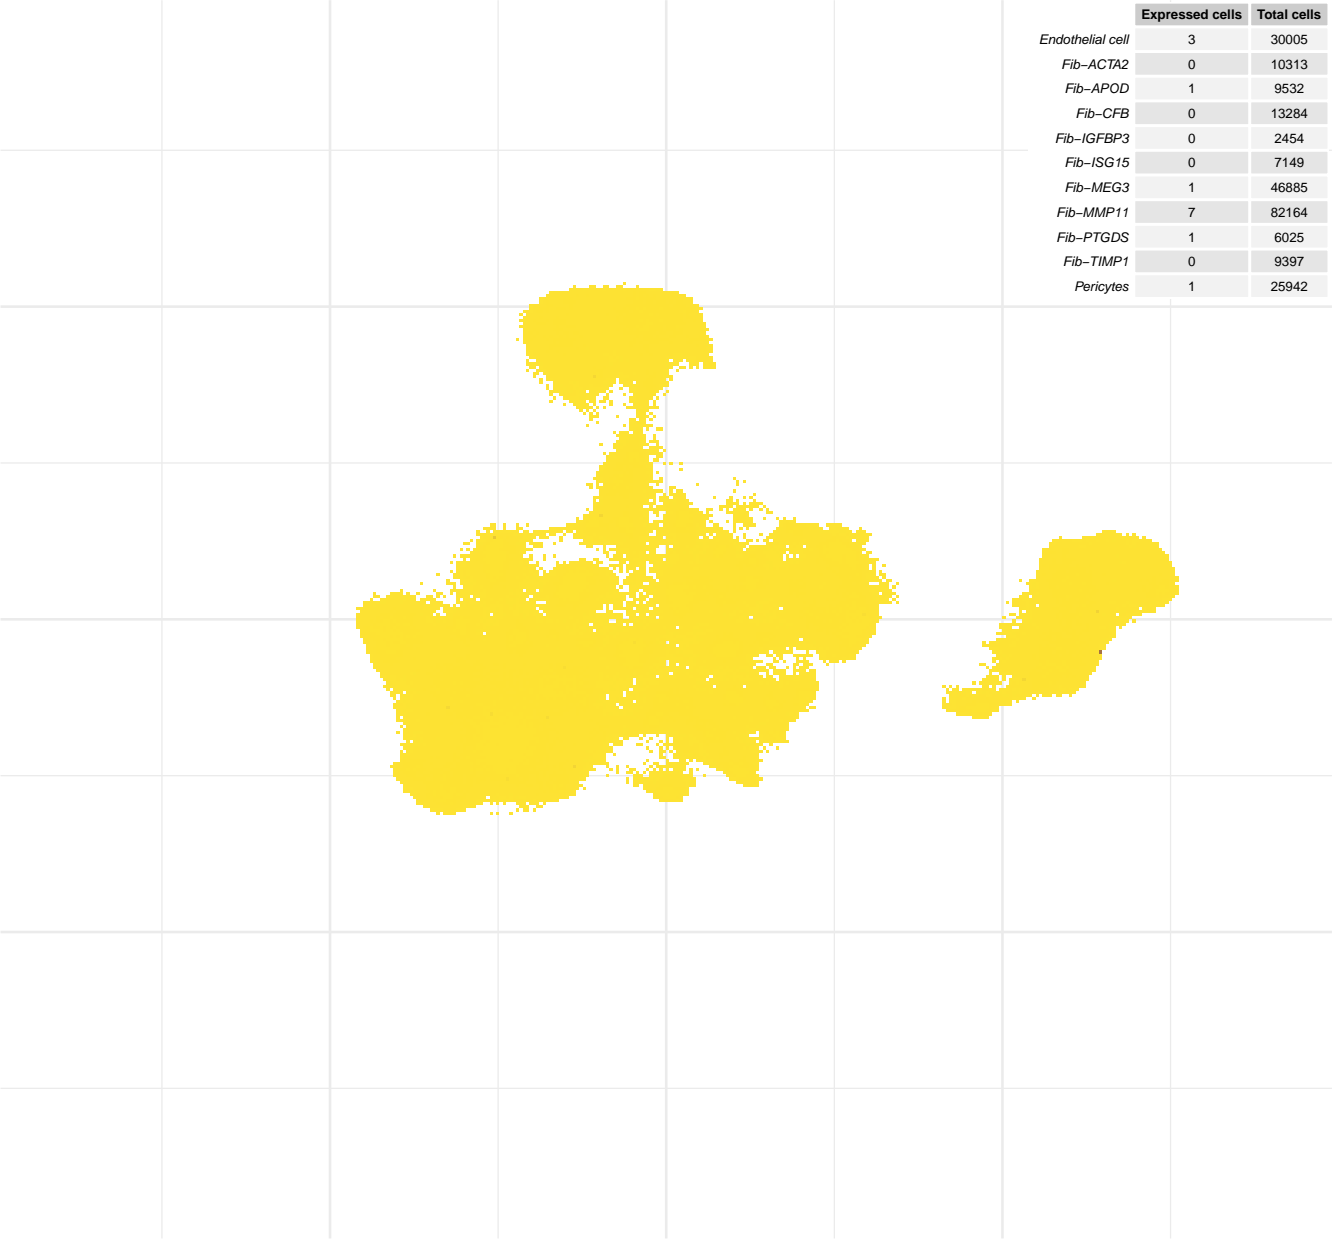 Expressed cells Total cells
Endothelial cell 3 30005
Fib−ACTA2 0 10313
Fib−APOD 1 9532
Fib−CFB 0 13284
Fib−IGFBP3 0 2454
Fib−ISG15 0 7149
Fib−MEG3 1 46885
Fib−MMP11 7 82164
Fib−PTGDS 1 6025
Fib−TIMP1 0 9397
Pericytes 1 25942